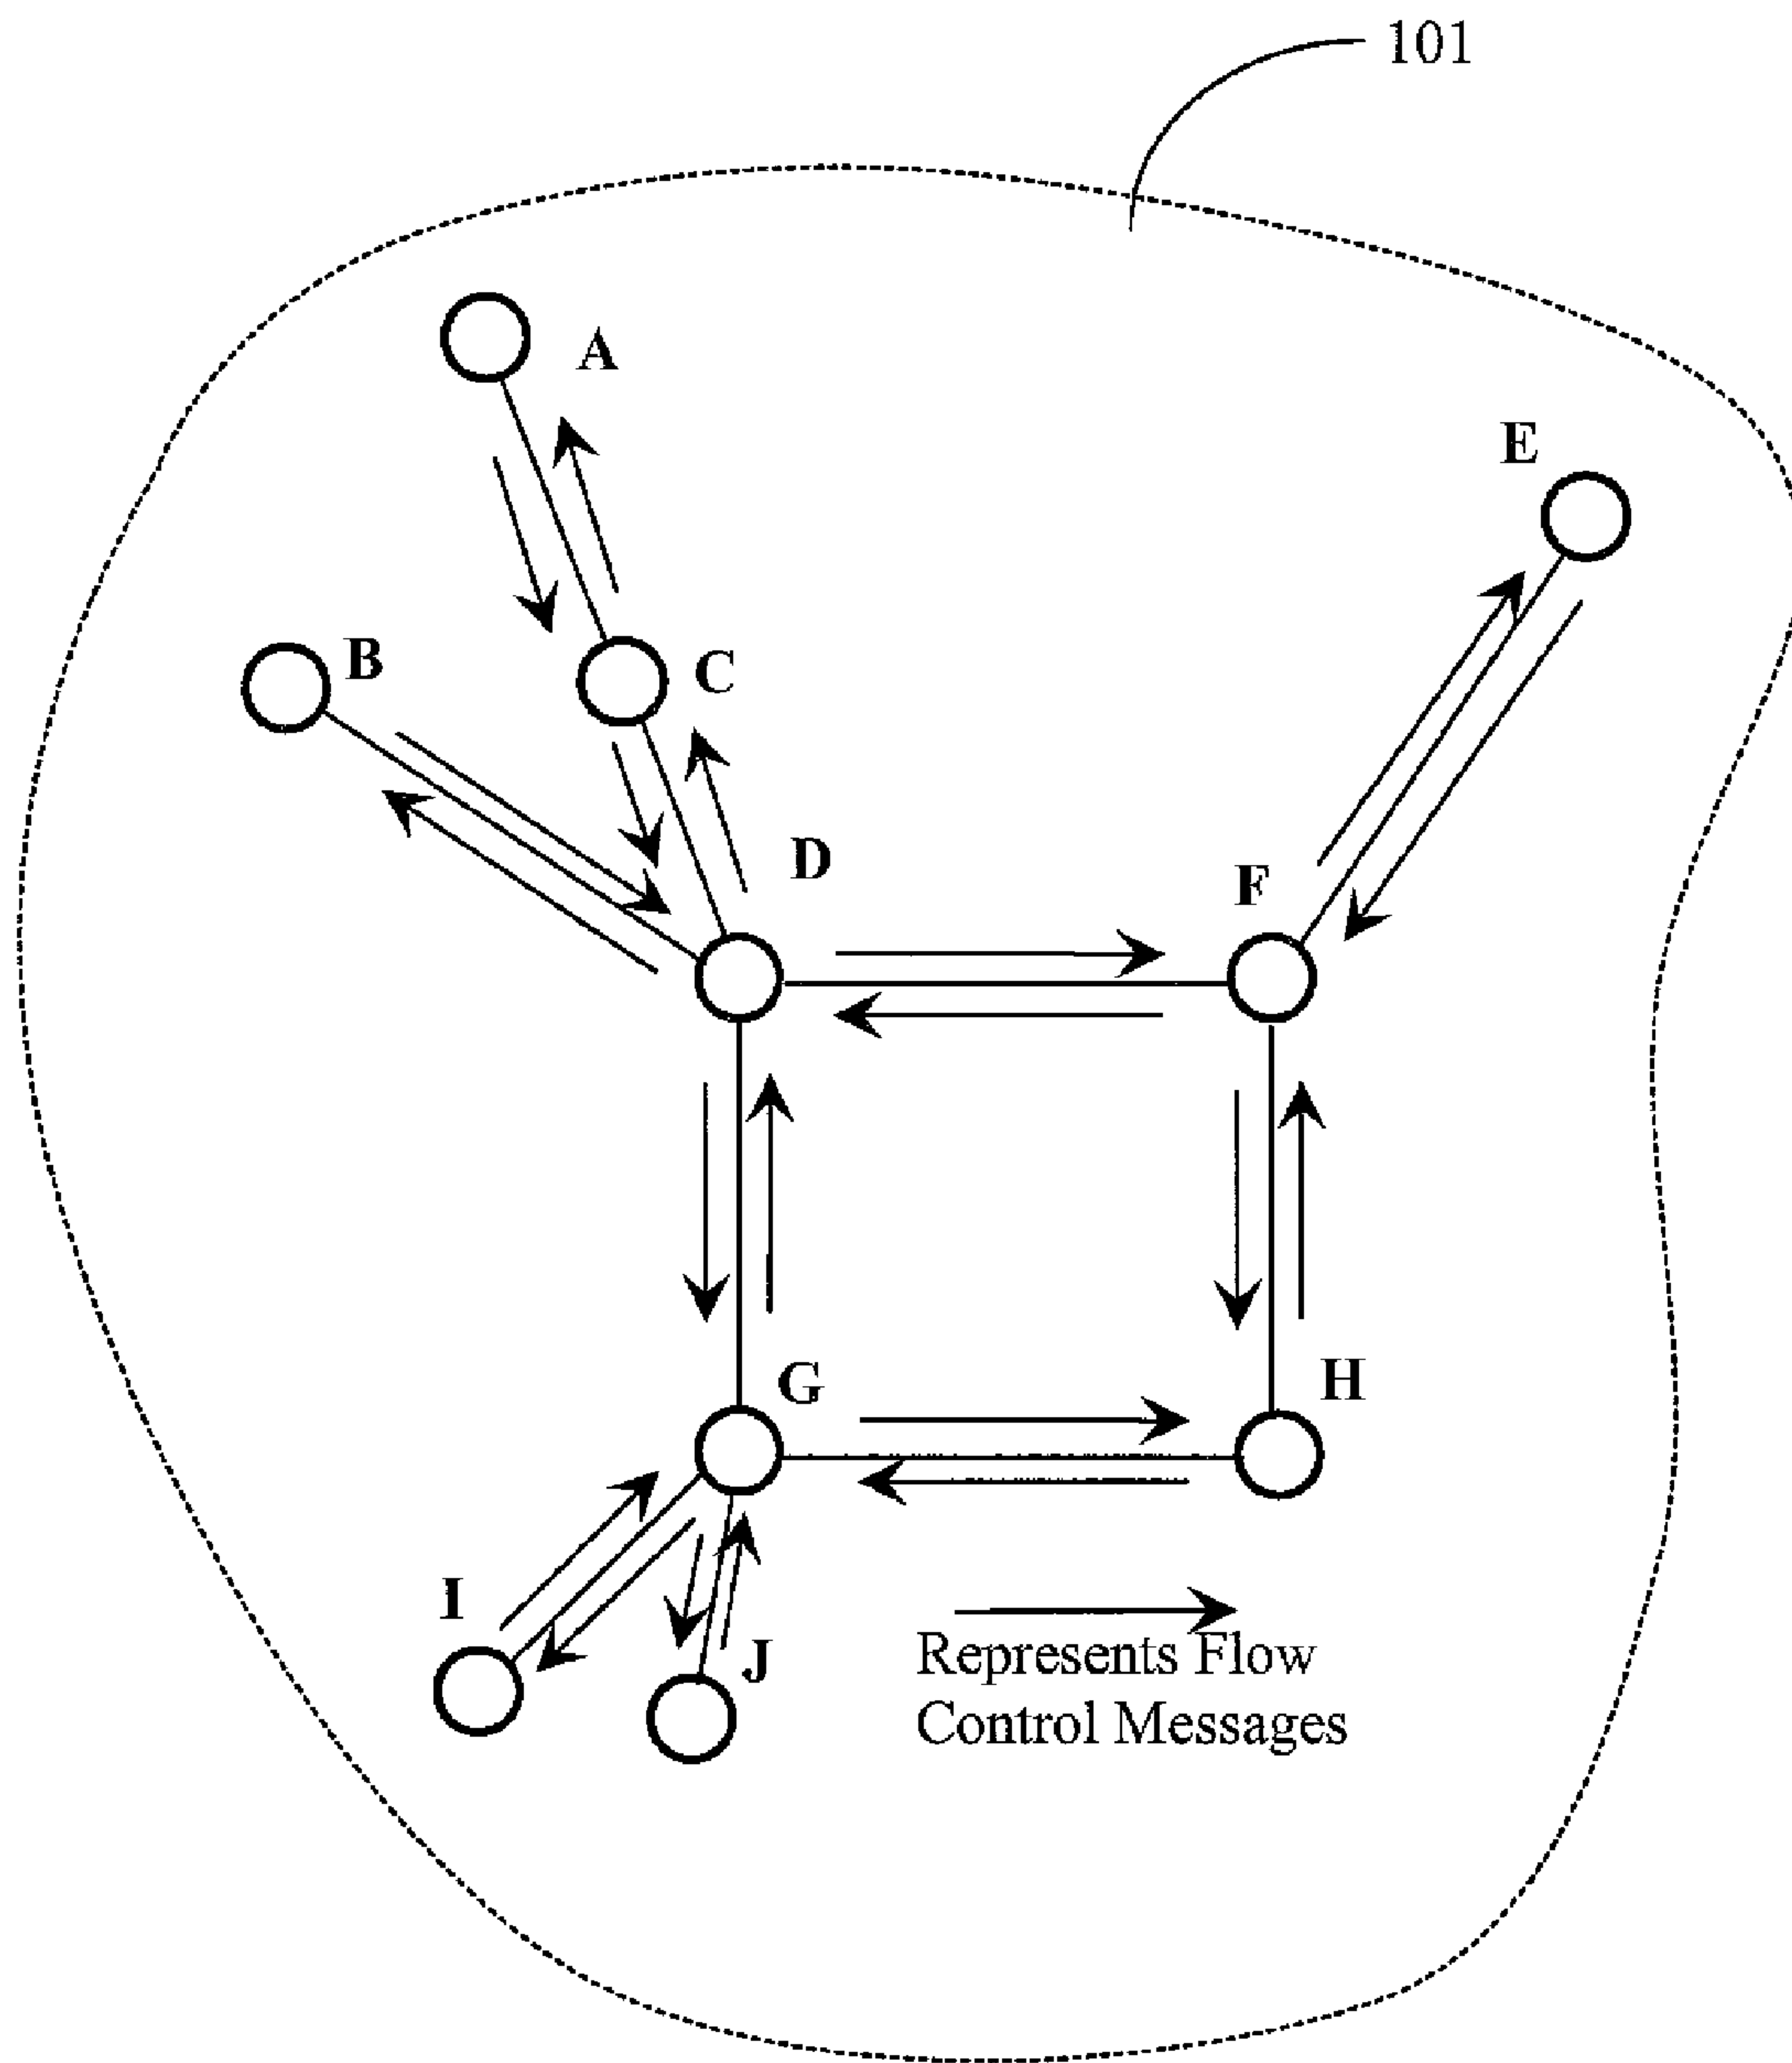 101
A
E
B
C
D
F
G
H
I
J
Represents Flow
Control Messages